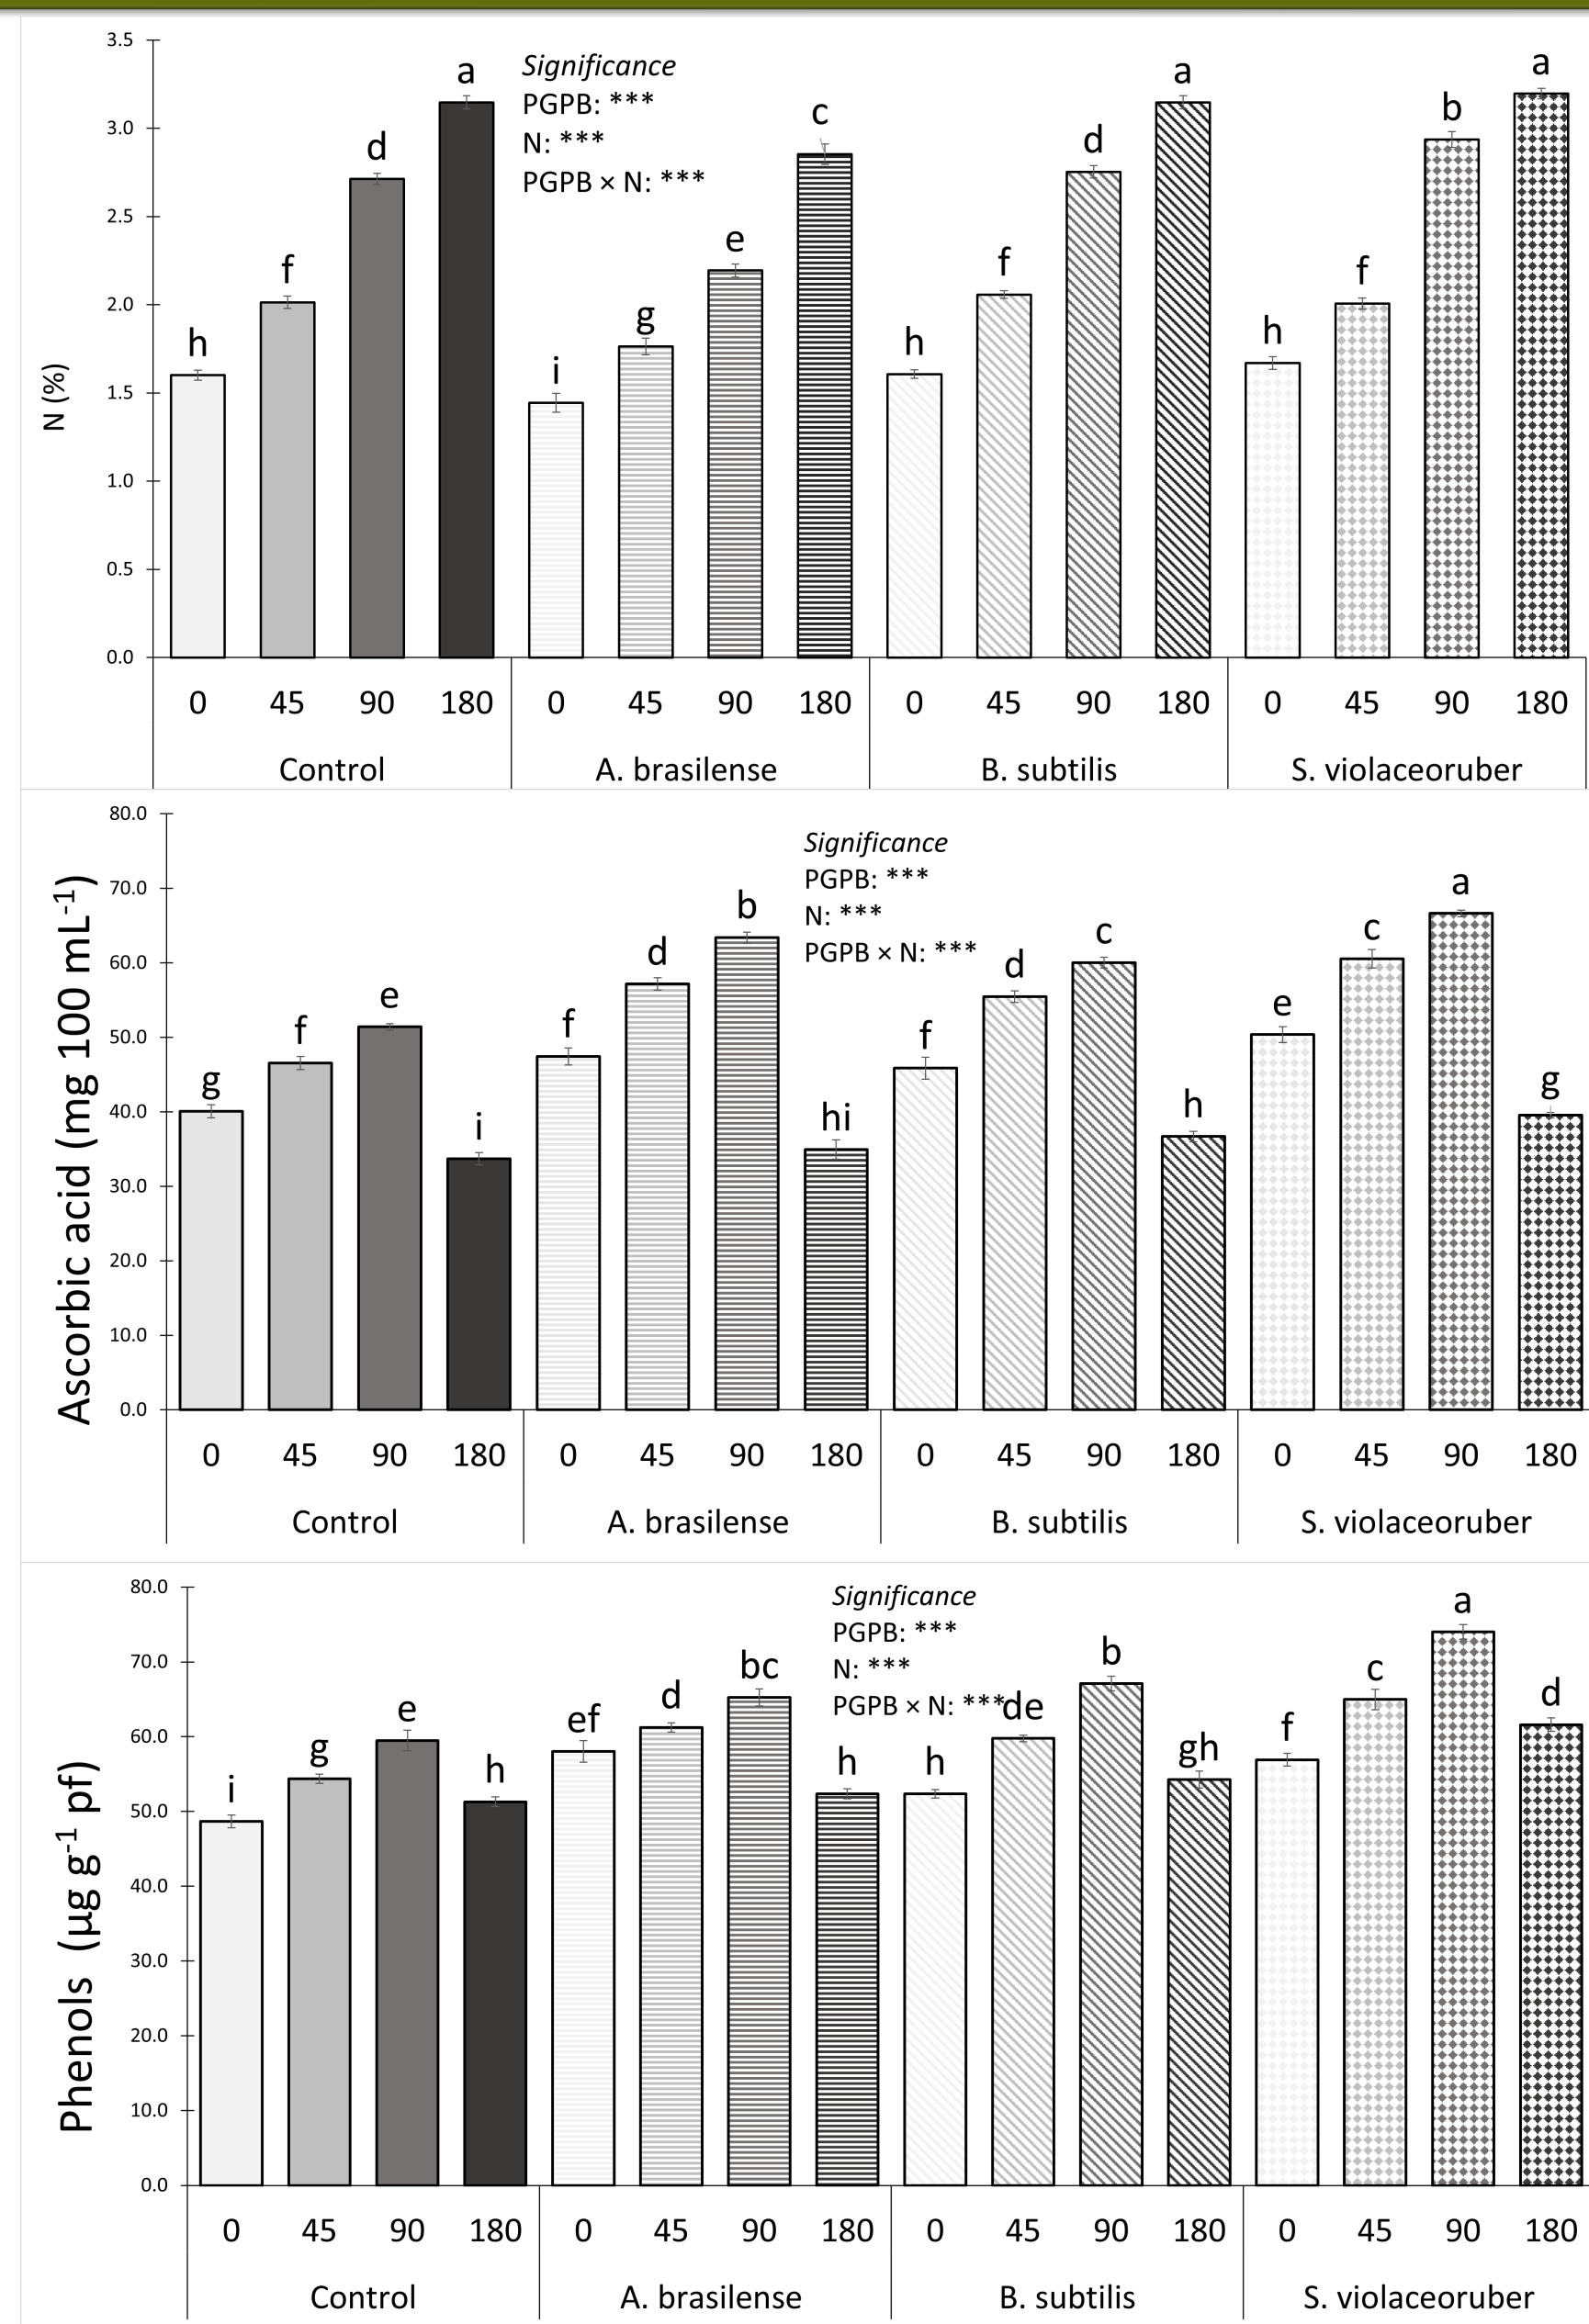 3.5
3.0
2.5
2.0
1.5
1.0
0.5
0.0
N (%)
Significance
PGPB: ***
N: ***
PGPB × N: ***
h f d a i g e c h f d a h f b a
0 45 90 180 0 45 90 180 0 45 90 180 0 45 90 180
Control A. brasilense B. subtilis S. violaceoruber
80.0
70.0
60.0
50.0
40.0
30.0
20.0
10.0
0.0
Ascorbic acid (mg 100 mL-1)
Significance
PGPB: ***
N: ***
PGPB × N: ***
g f e i f d b hi f d c h e c a g
0 45 90 180 0 45 90 180 0 45 90 180 0 45 90 180
Control A. brasilense B. subtilis S. violaceoruber
80.0
70.0
60.0
50.0
40.0
30.0
20.0
10.0
0.0
Phenols (µg g-1 pf)
Significance
PGPB: ***
N: ***
PGPB × N: ***
i g e h ef d bc h h de b gh f c a d
0 45 90 180 0 45 90 180 0 45 90 180 0 45 90 180
Control A. brasilense B. subtilis S. violaceoruber